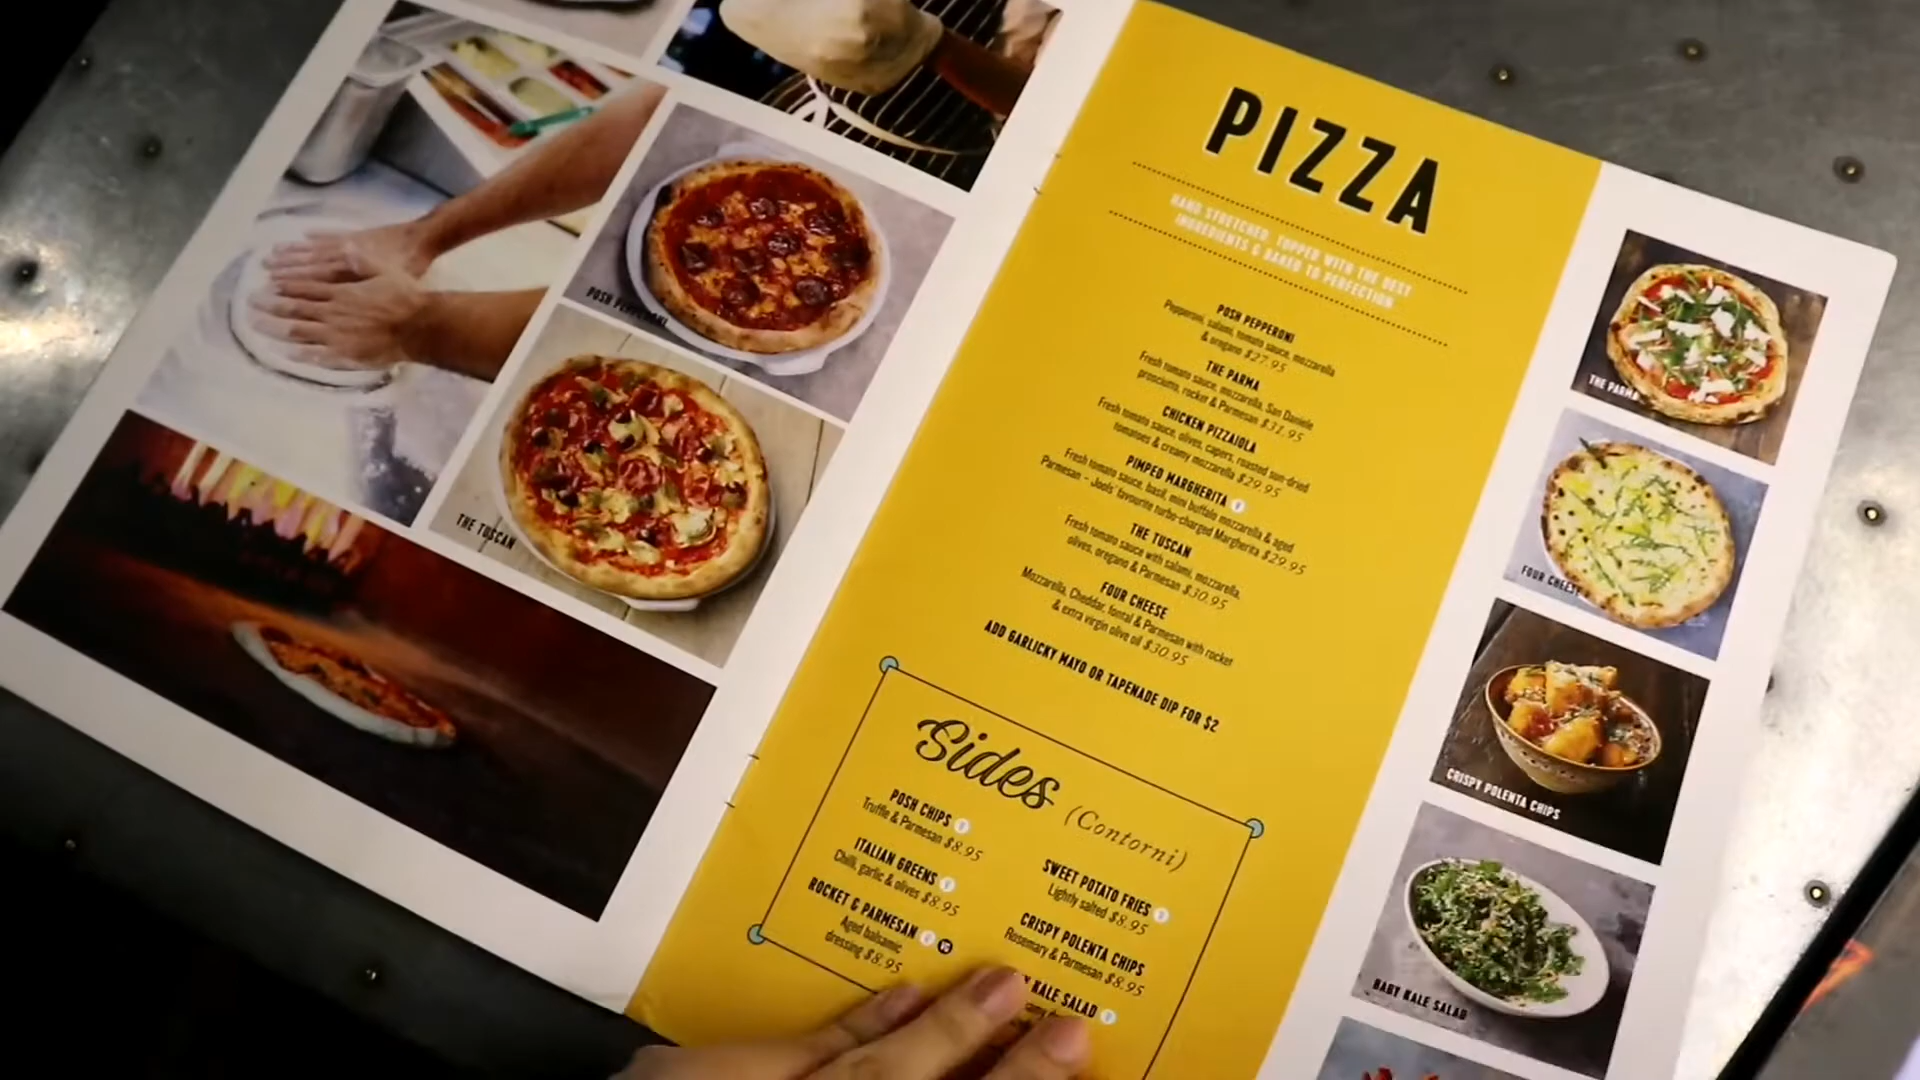 POSH PEPPERONI
THE TUSCAN
PIZZA
HAND STRETCHED, TOPPED WITH THE BEST
INGREDIENTS & BAKED TO PERFECTION
POSH PEPPERONI
Pepperoni, salami, tomato sauce, mozzarella
& oregano $27.95
THE PARMA
Fresh tomato sauce, mozzarella, San Daniele
prosciutto, rocket & Parmesan $31.95
CHICKEN PIZZAIOLA
Fresh tomato sauce, olives, capers, roasted sun-dried
tomatoes & creamy mozzarella $29.95
PIMPED MARGHERITA V
Fresh tomato sauce, basil, mini buffalo mozzarella & aged
Parmesan – Jools' favourite turbo-charged Margherita $29.95
THE TUSCAN
Fresh tomato sauce with salami, mozzarella,
olives, oregano & Parmesan $30.95
FOUR CHEESE
Mozzarella, Cheddar, fontal & Parmesan with rocket
& extra virgin olive oil $30.95
ADD GARLICKY MAYO OR TAPENADE DIP FOR $2
Sides (Contorni)
POSH CHIPS V
Truffle & Parmesan $8.95
ITALIAN GREENS V
Chilli, garlic & olives $8.95
ROCKET & PARMESAN V VG
Aged balsamic
dressing $8.95
SWEET POTATO FRIES V
Lightly salted $8.95
CRISPY POLENTA CHIPS
Rosemary & Parmesan $8.95
KALE SALAD V
THE PARMA
FOUR CHEESE
CRISPY POLENTA CHIPS
BABY KALE SALAD